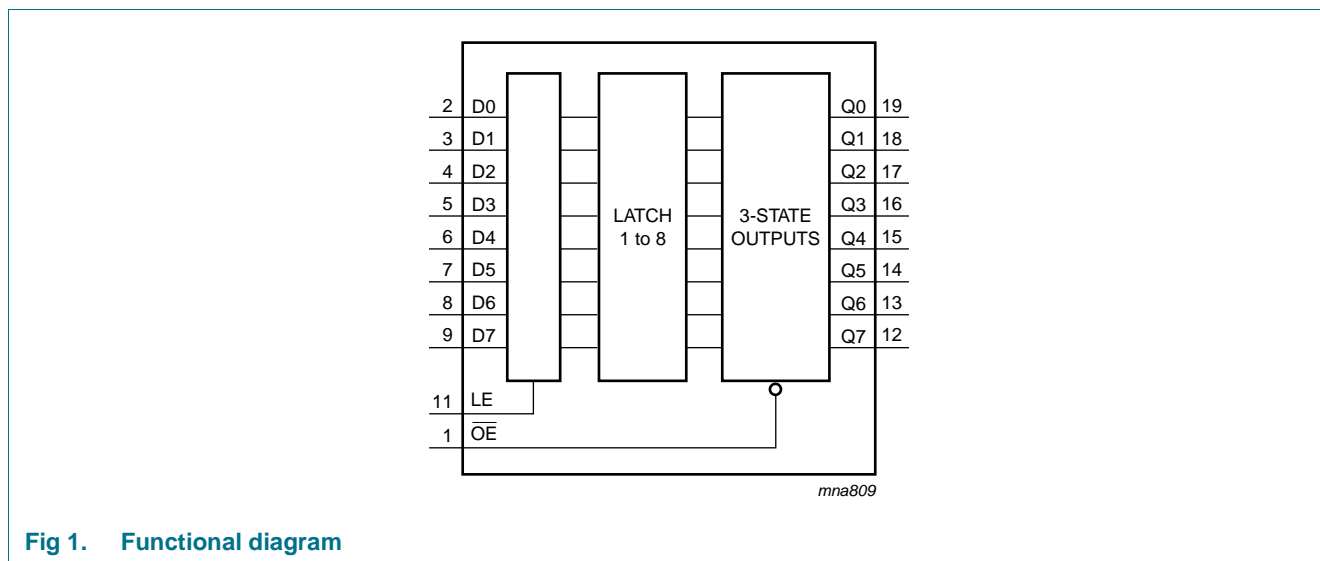 2 D0 Q0 19
3 D1 Q1 18
4 D2 Q2 17
5 D3 Q3 16
6 D4 Q4 15
7 D5 Q5 14
8 D6 Q6 13
9 D7 Q7 12
LATCH
1 to 8
3-STATE
OUTPUTS
11 LE
1 O̅E̅
mna809
Fig 1. Functional diagram